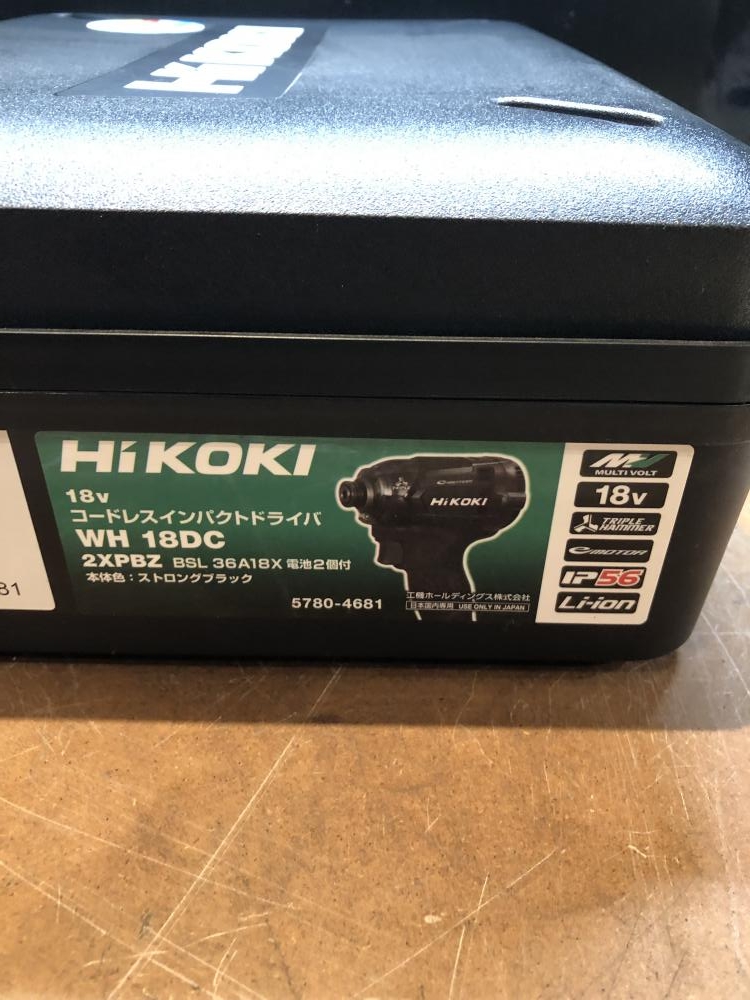 HiKOKI
81
HiKOKI
18v
コードレスインパクトドライバ
WH 18DC
2XPBZ BSL 36A18X 電池2個付
本体色:ストロングブラック
5780-4681
HiKOKI
工機ホールディングス株式会社
日本国内専用 USE ONLY IN JAPAN
MV
MULTI VOLT
18v
TRIPLE HAMMER
e-MOTOR
IP56
Li-ion